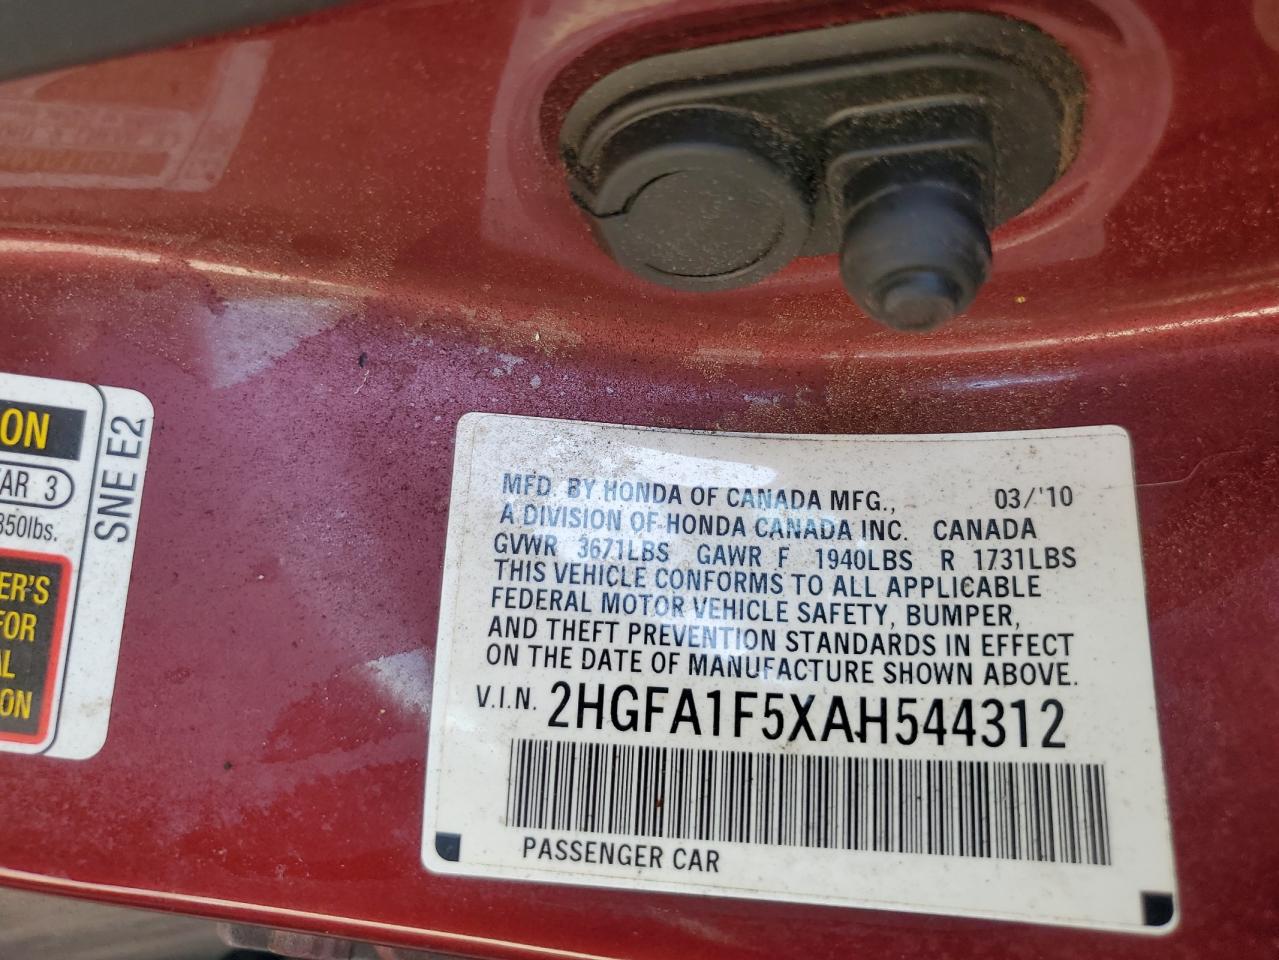 ON
AR 3
850lbs.
ER'S
FOR
AL
ON
SNE E2
MFD. BY HONDA OF CANADA MFG., 03/'10
A DIVISION OF HONDA CANADA INC. CANADA
GVWR 3671LBS GAWR F 1940LBS R 1731LBS
THIS VEHICLE CONFORMS TO ALL APPLICABLE
FEDERAL MOTOR VEHICLE SAFETY, BUMPER,
AND THEFT PREVENTION STANDARDS IN EFFECT
ON THE DATE OF MANUFACTURE SHOWN ABOVE.
V.I.N. 2HGFA1F5XAH544312
PASSENGER CAR